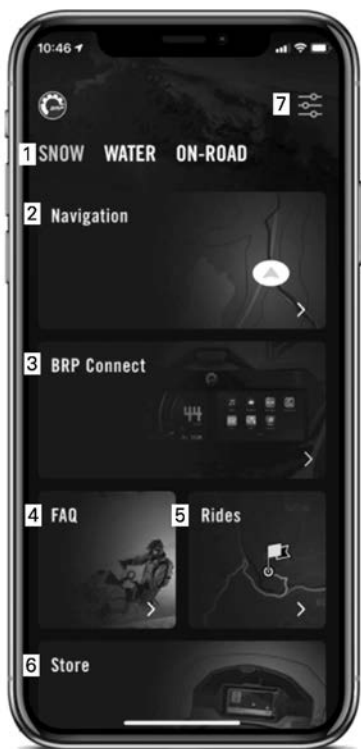 10:46
7
1 SNOW WATER ON-ROAD
2 Navigation
3 BRP Connect
44
4 FAQ
5 Rides
6 Store